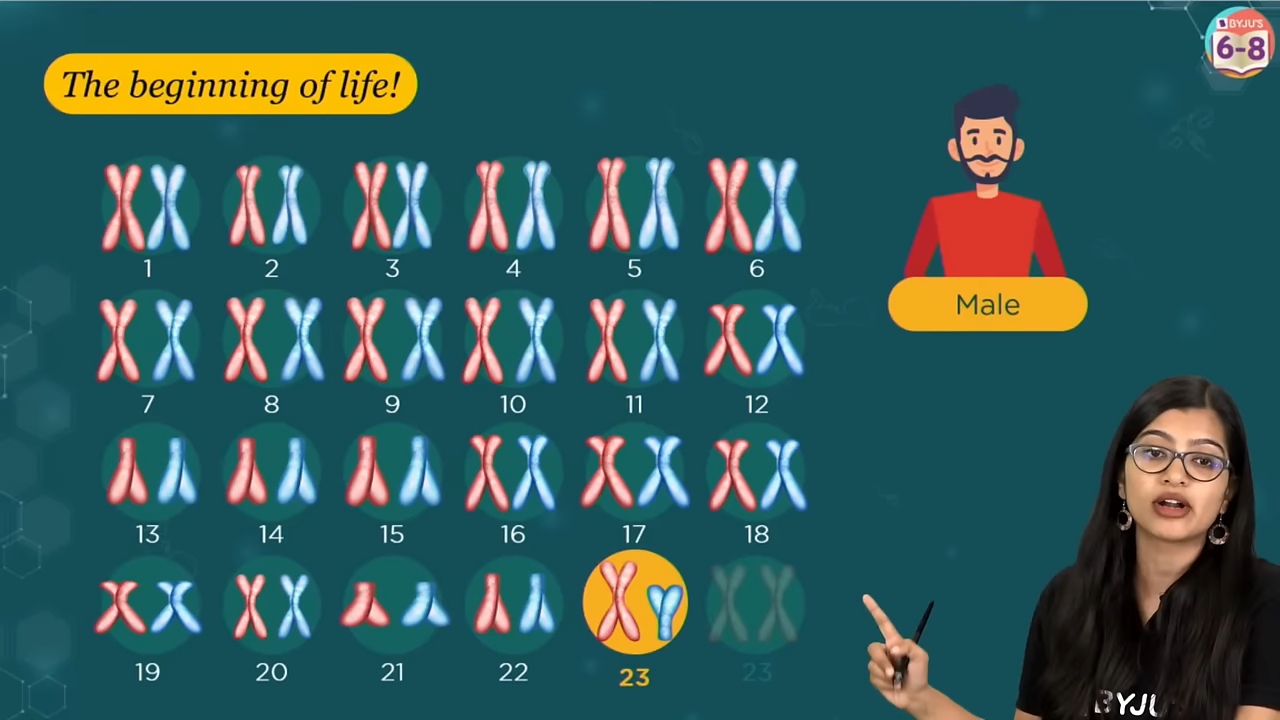 BYJU'S
6-8
The beginning of life!
1 2 3 4 5 6
Male
7 8 9 10 11 12
13 14 15 16 17 18
19 20 21 22 23 23
BYJU